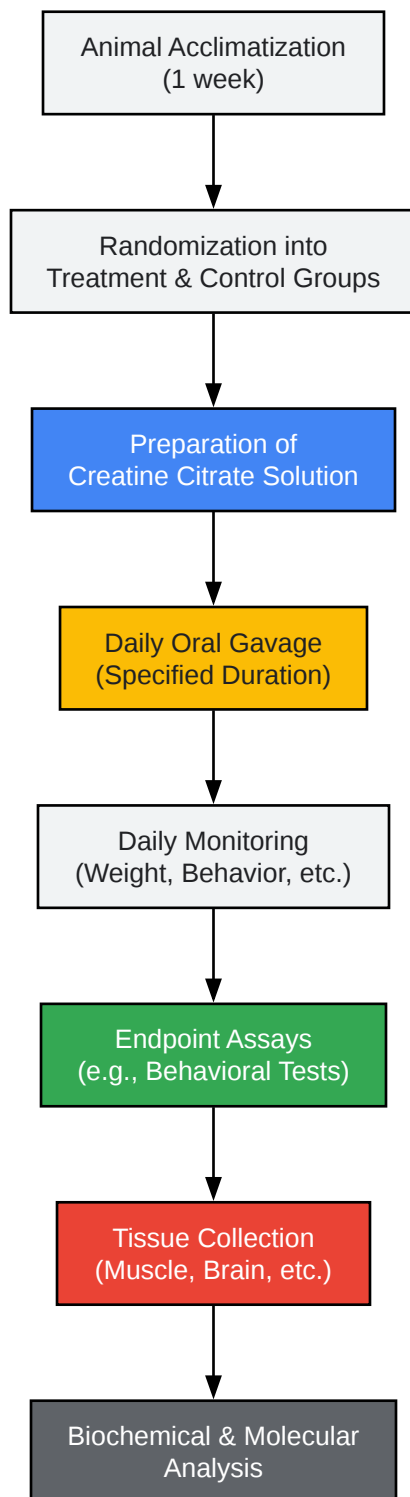 Animal Acclimatization
(1 week)
Randomization into
Treatment & Control Groups
Preparation of
Creatine Citrate Solution
Daily Oral Gavage
(Specified Duration)
Daily Monitoring
(Weight, Behavior, etc.)
Endpoint Assays
(e.g., Behavioral Tests)
Tissue Collection
(Muscle, Brain, etc.)
Biochemical & Molecular
Analysis